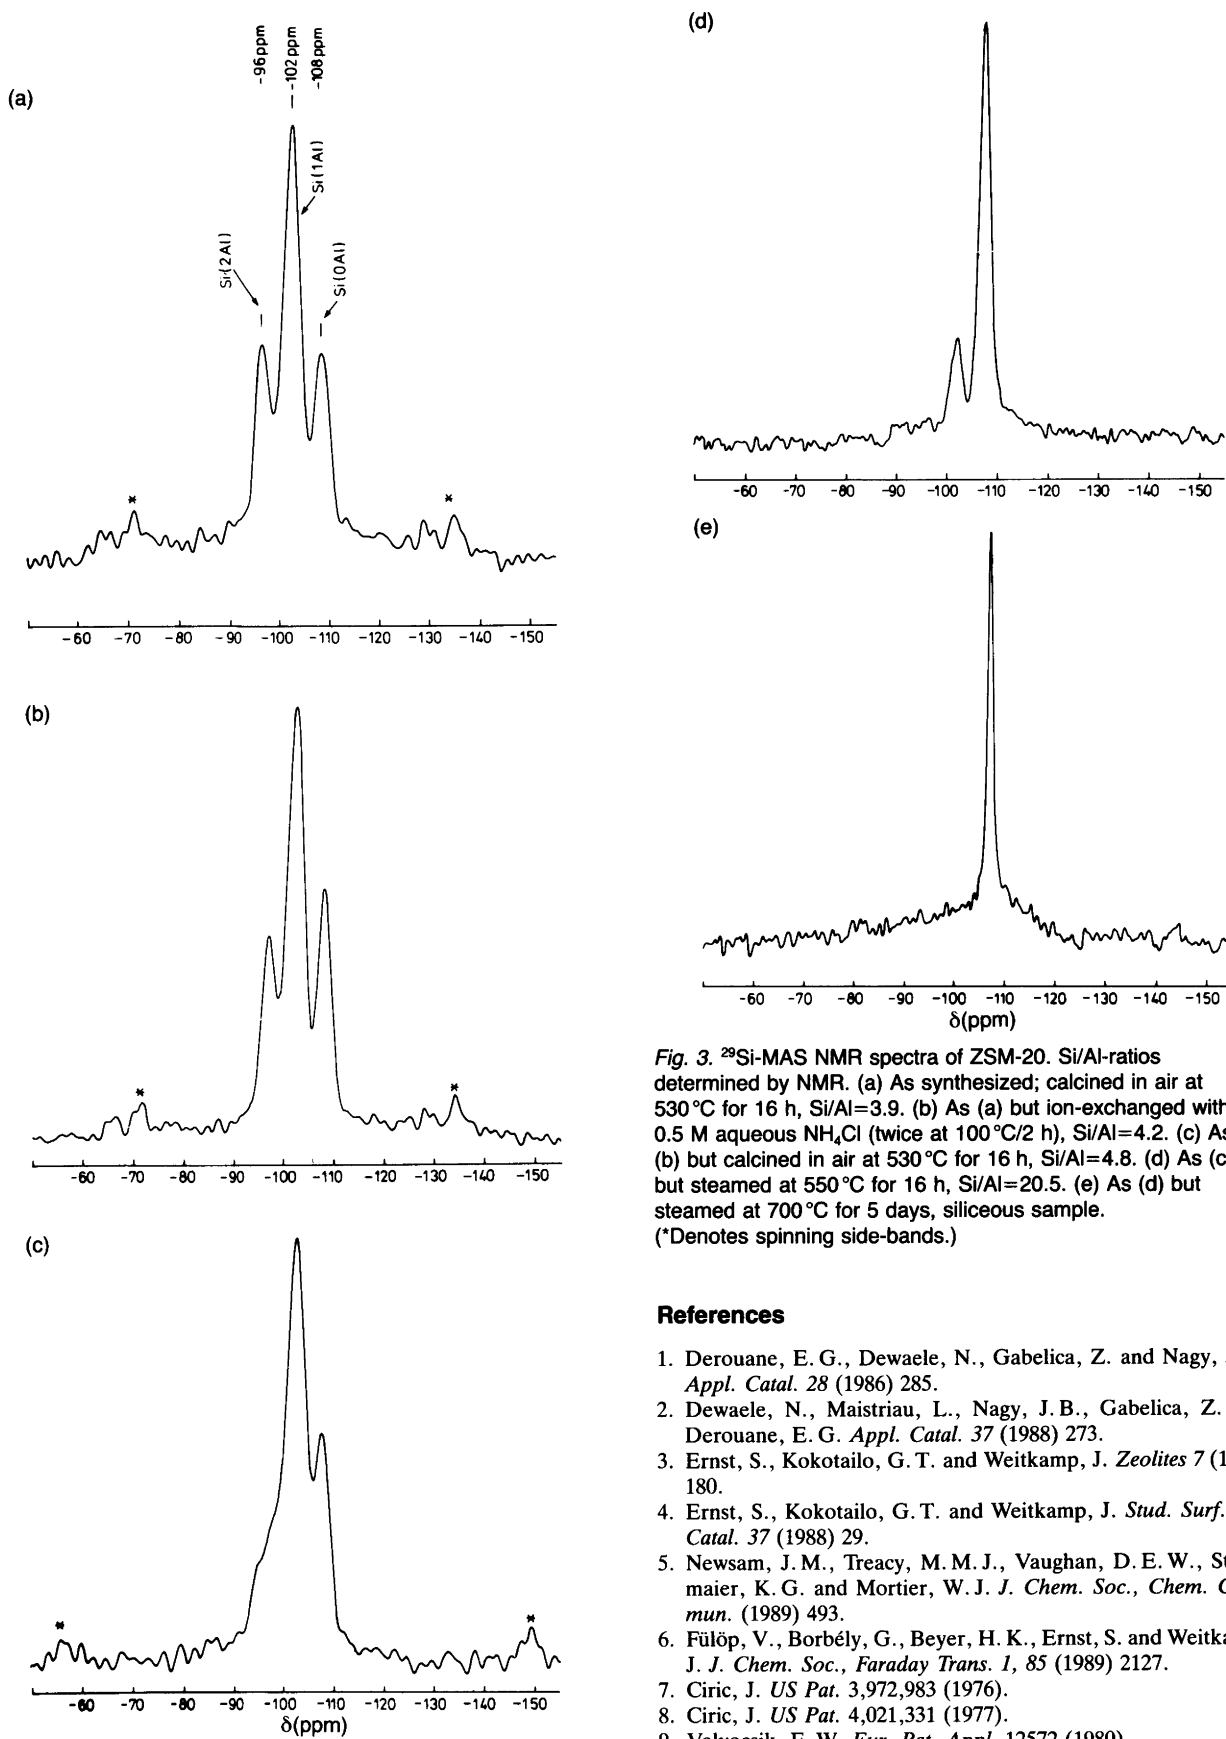 (a)
-96ppm
-102ppm
-108ppm
Si(2Al)
Si(1Al)
Si(0Al)
* *
-60 -70 -80 -90 -100 -110 -120 -130 -140 -150
(b)
* *
-60 -70 -80 -90 -100 -110 -120 -130 -140 -150
(c)
* *
-60 -70 -80 -90 -100 -110 -120 -130 -140 -150
δ(ppm)
(d)
-60 -70 -80 -90 -100 -110 -120 -130 -140 -150
(e)
-60 -70 -80 -90 -100 -110 -120 -130 -140 -150
δ(ppm)
Fig. 3. ²⁹Si-MAS NMR spectra of ZSM-20. Si/Al-ratios
determined by NMR. (a) As synthesized; calcined in air at
530 °C for 16 h, Si/Al=3.9. (b) As (a) but ion-exchanged with
0.5 M aqueous NH₄Cl (twice at 100 °C/2 h), Si/Al=4.2. (c) As
(b) but calcined in air at 530 °C for 16 h, Si/Al=4.8. (d) As (c
but steamed at 550 °C for 16 h, Si/Al=20.5. (e) As (d) but
steamed at 700 °C for 5 days, siliceous sample.
(*Denotes spinning side-bands.)
References
1. Derouane, E. G., Dewaele, N., Gabelica, Z. and Nagy,
Appl. Catal. 28 (1986) 285.
2. Dewaele, N., Maistriau, L., Nagy, J. B., Gabelica, Z.
Derouane, E. G. Appl. Catal. 37 (1988) 273.
3. Ernst, S., Kokotailo, G. T. and Weitkamp, J. Zeolites 7
180.
4. Ernst, S., Kokotailo, G. T. and Weitkamp, J. Stud. Surf.
Catal. 37 (1988) 29.
5. Newsam, J. M., Treacy, M. M. J., Vaughan, D. E. W.,
maier, K. G. and Mortier, W. J. J. Chem. Soc., Chem.
mun. (1989) 493.
6. Fülöp, V., Borbély, G., Beyer, H. K., Ernst, S. and
J. J. Chem. Soc., Faraday Trans. 1, 85 (1989) 2127.
7. Ciric, J. US Pat. 3,972,983 (1976).
8. Ciric, J. US Pat. 4,021,331 (1977).